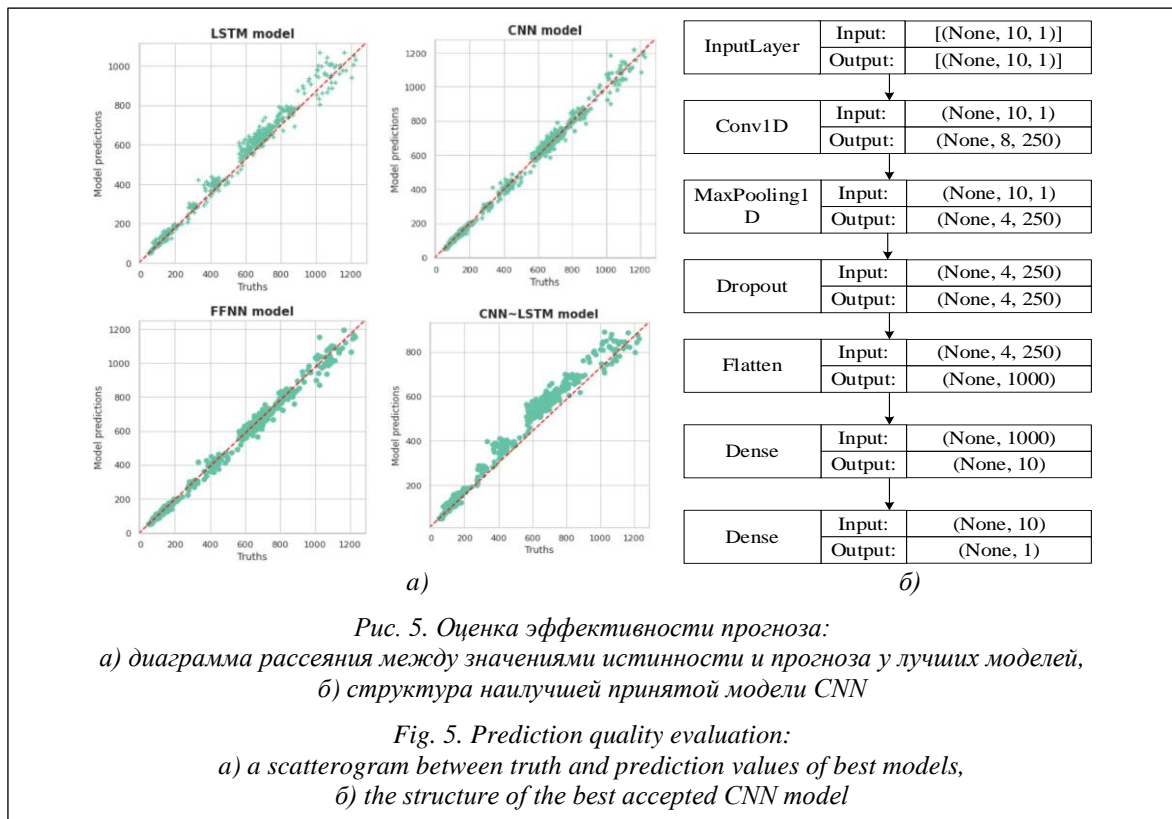 LSTM model
Model predictions
1000
800
600
400
200
0
0 200 400 600 800 1000 1200
Truths
CNN model
Model predictions
1200
1000
800
600
400
200
0
0 200 400 600 800 1000 1200
Truths
FFNN model
Model predictions
1200
1000
800
600
400
200
0
0 200 400 600 800 1000 1200
Truths
CNN~LSTM model
Model predictions
800
600
400
200
0 200 400 600 800 1000 1200
Truths
а)
InputLayer
Input: [(None, 10, 1)]
Output: [(None, 10, 1)]
Conv1D
Input: (None, 10, 1)
Output: (None, 8, 250)
MaxPooling1
D
Input: (None, 10, 1)
Output: (None, 4, 250)
Dropout
Input: (None, 4, 250)
Output: (None, 4, 250)
Flatten
Input: (None, 4, 250)
Output: (None, 1000)
Dense
Input: (None, 1000)
Output: (None, 10)
Dense
Input: (None, 10)
Output: (None, 1)
б)
Рис. 5. Оценка эффективности прогноза:
а) диаграмма рассеяния между значениями истинности и прогноза у лучших моделей,
б) структура наилучшей принятой модели CNN
Fig. 5. Prediction quality evaluation:
а) a scatterogram between truth and prediction values of best models,
б) the structure of the best accepted CNN model